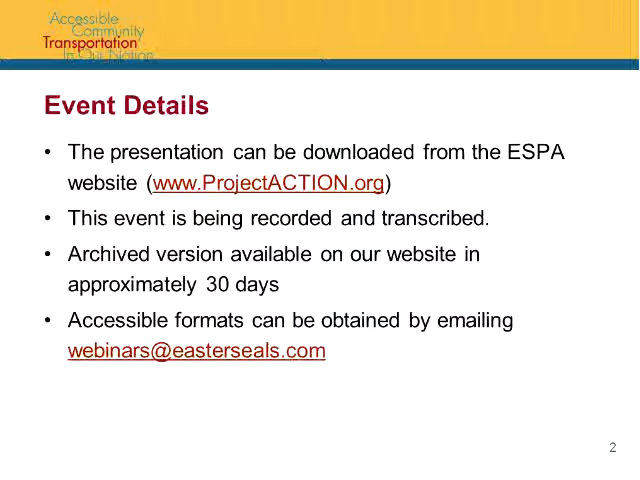 Accessible
Community
Transportation
In Our Nation
Event Details
• The presentation can be downloaded from the ESPA
website (www.ProjectACTION.org)
• This event is being recorded and transcribed.
• Archived version available on our website in
approximately 30 days
• Accessible formats can be obtained by emailing
webinars@easterseals.com
2